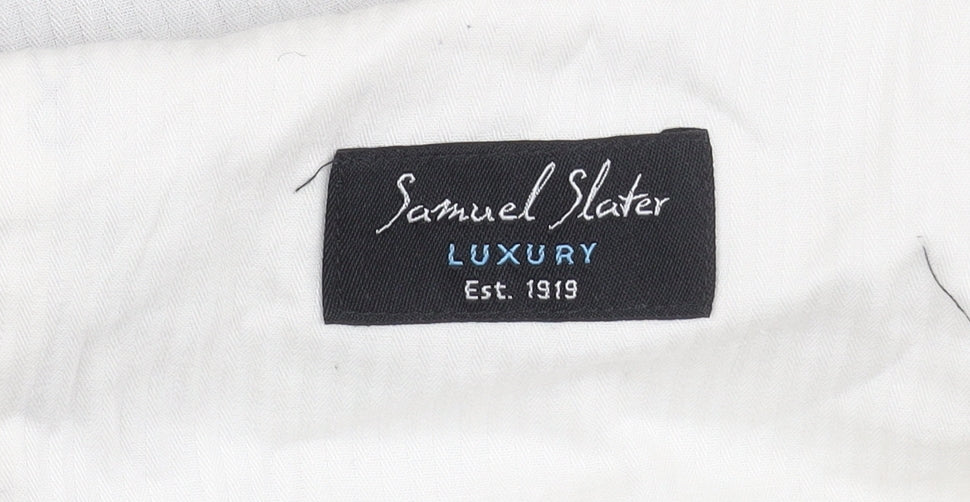 Samuel Slater
LUXURY
Est. 1919